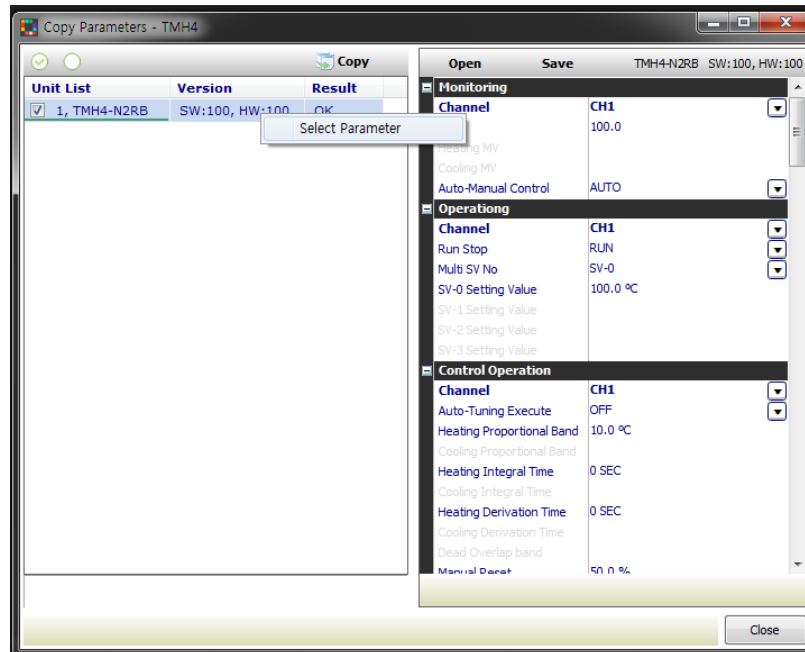 Copy Parameters - TMH4
Copy
Unit List Version Result
1, TMH4-N2RB SW:100, HW:100 OK
Select Parameter
Open Save TMH4-N2RB SW:100, HW:100
Monitoring
Channel CH1
100.0
Heating MV
Cooling MV
Auto-Manual Control AUTO
Operationg
Channel CH1
Run Stop RUN
Multi SV No SV-0
SV-0 Setting Value 100.0 ºC
SV-1 Setting Value
SV-2 Setting Value
SV-3 Setting Value
Control Operation
Channel CH1
Auto-Tuning Execute OFF
Heating Proportional Band 10.0 ºC
Cooling Proportional Band
Heating Integral Time 0 SEC
Cooling Integral Time
Heating Derivation Time 0 SEC
Cooling Derivation Time
Dead Overlap band
Manual Reset 50.0 %
Close